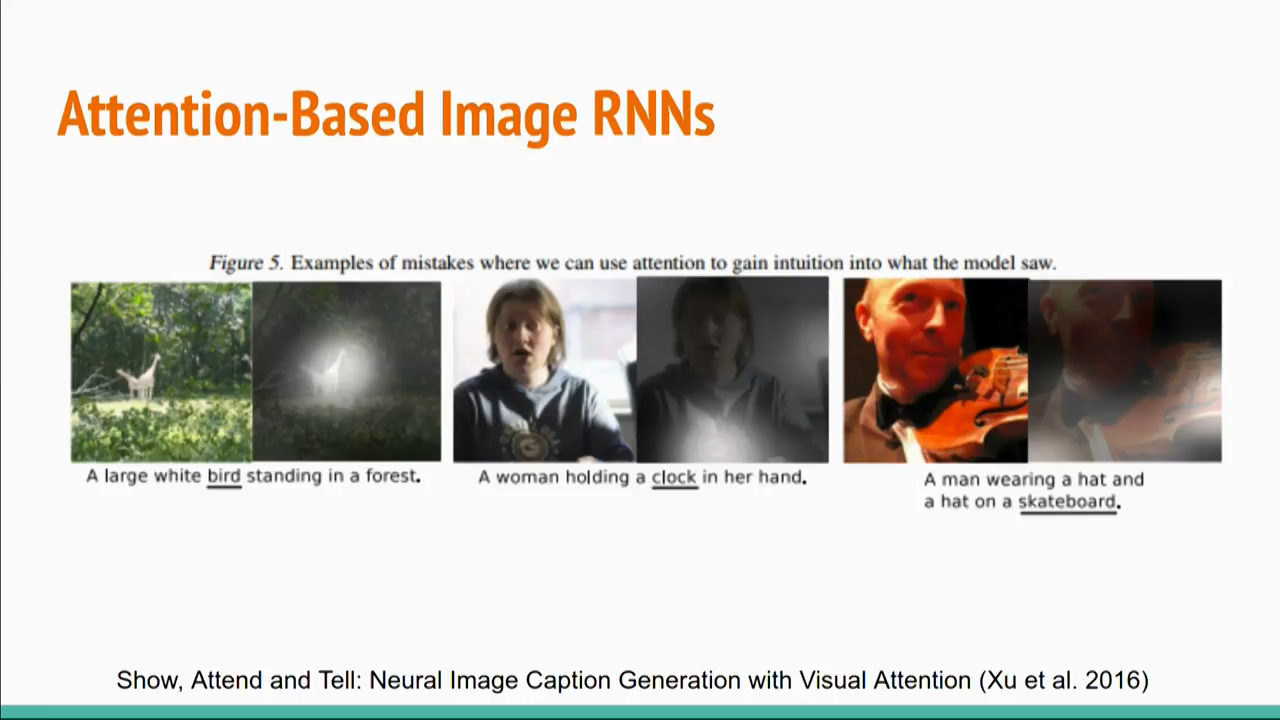 Attention-Based Image RNNs
Figure 5. Examples of mistakes where we can use attention to gain intuition into what the model saw.
A large white bird standing in a forest.
A woman holding a clock in her hand.
A man wearing a hat and
a hat on a skateboard.
Show, Attend and Tell: Neural Image Caption Generation with Visual Attention (Xu et al. 2016)